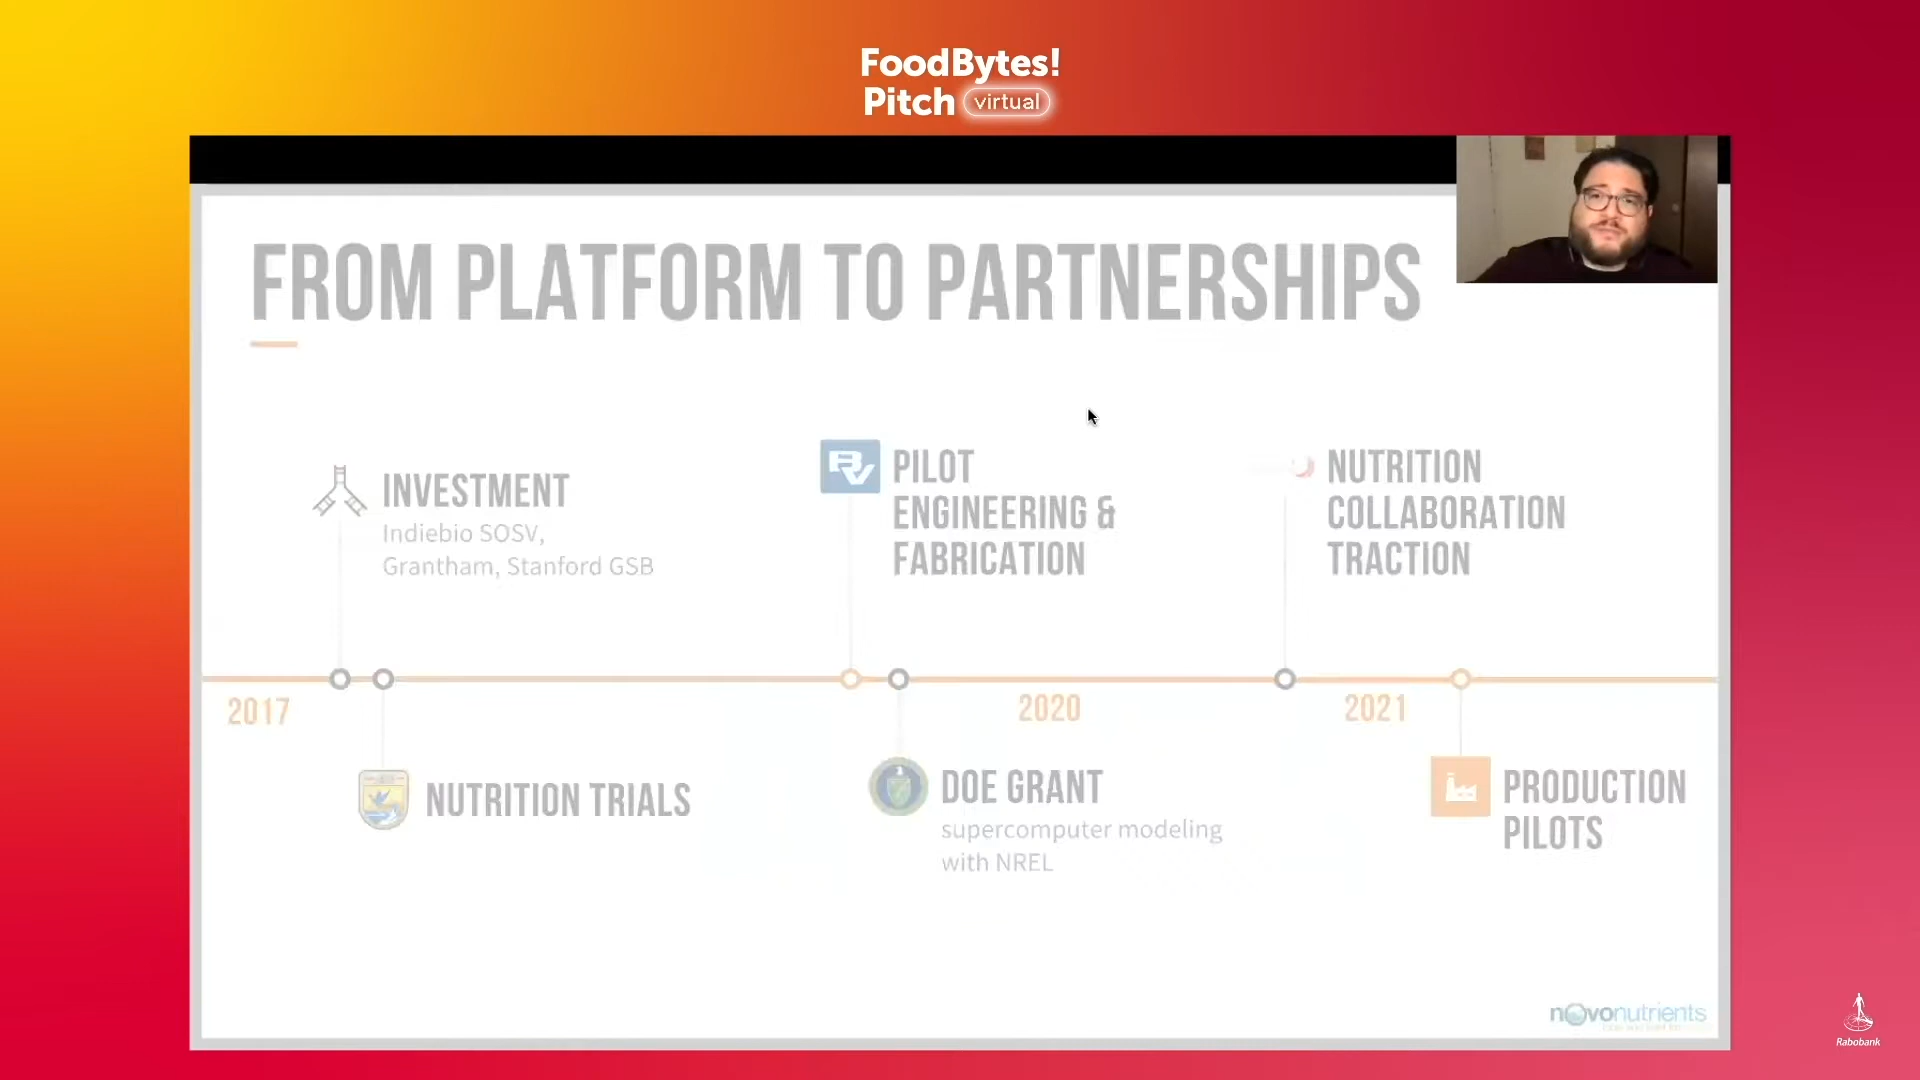 FoodBytes!
Pitch virtual
FROM PLATFORM TO PARTNERSHIPS
INVESTMENT
Indiebio SOSV,
Grantham, Stanford GSB
RV
PILOT
ENGINEERING &
FABRICATION
NUTRITION
COLLABORATION
TRACTION
2017
2020
2021
NUTRITION TRIALS
DOE GRANT
supercomputer modeling
with NREL
PRODUCTION
PILOTS
novonutrients
Rabobank